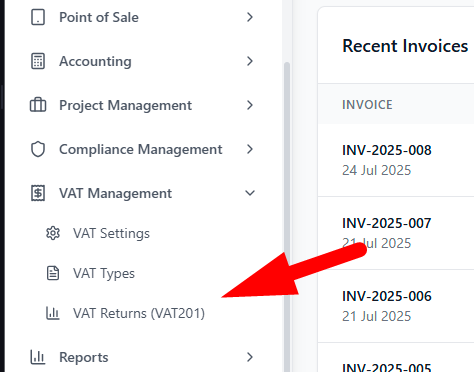 Point of Sale
Accounting
Project Management
Compliance Management
VAT Management
VAT Settings
VAT Types
VAT Returns (VAT201)
Reports
Recent Invoices
INVOICE
INV-2025-008
24 Jul 2025
INV-2025-007
21 Jul 2025
INV-2025-006
21 Jul 2025
INV-2025-005